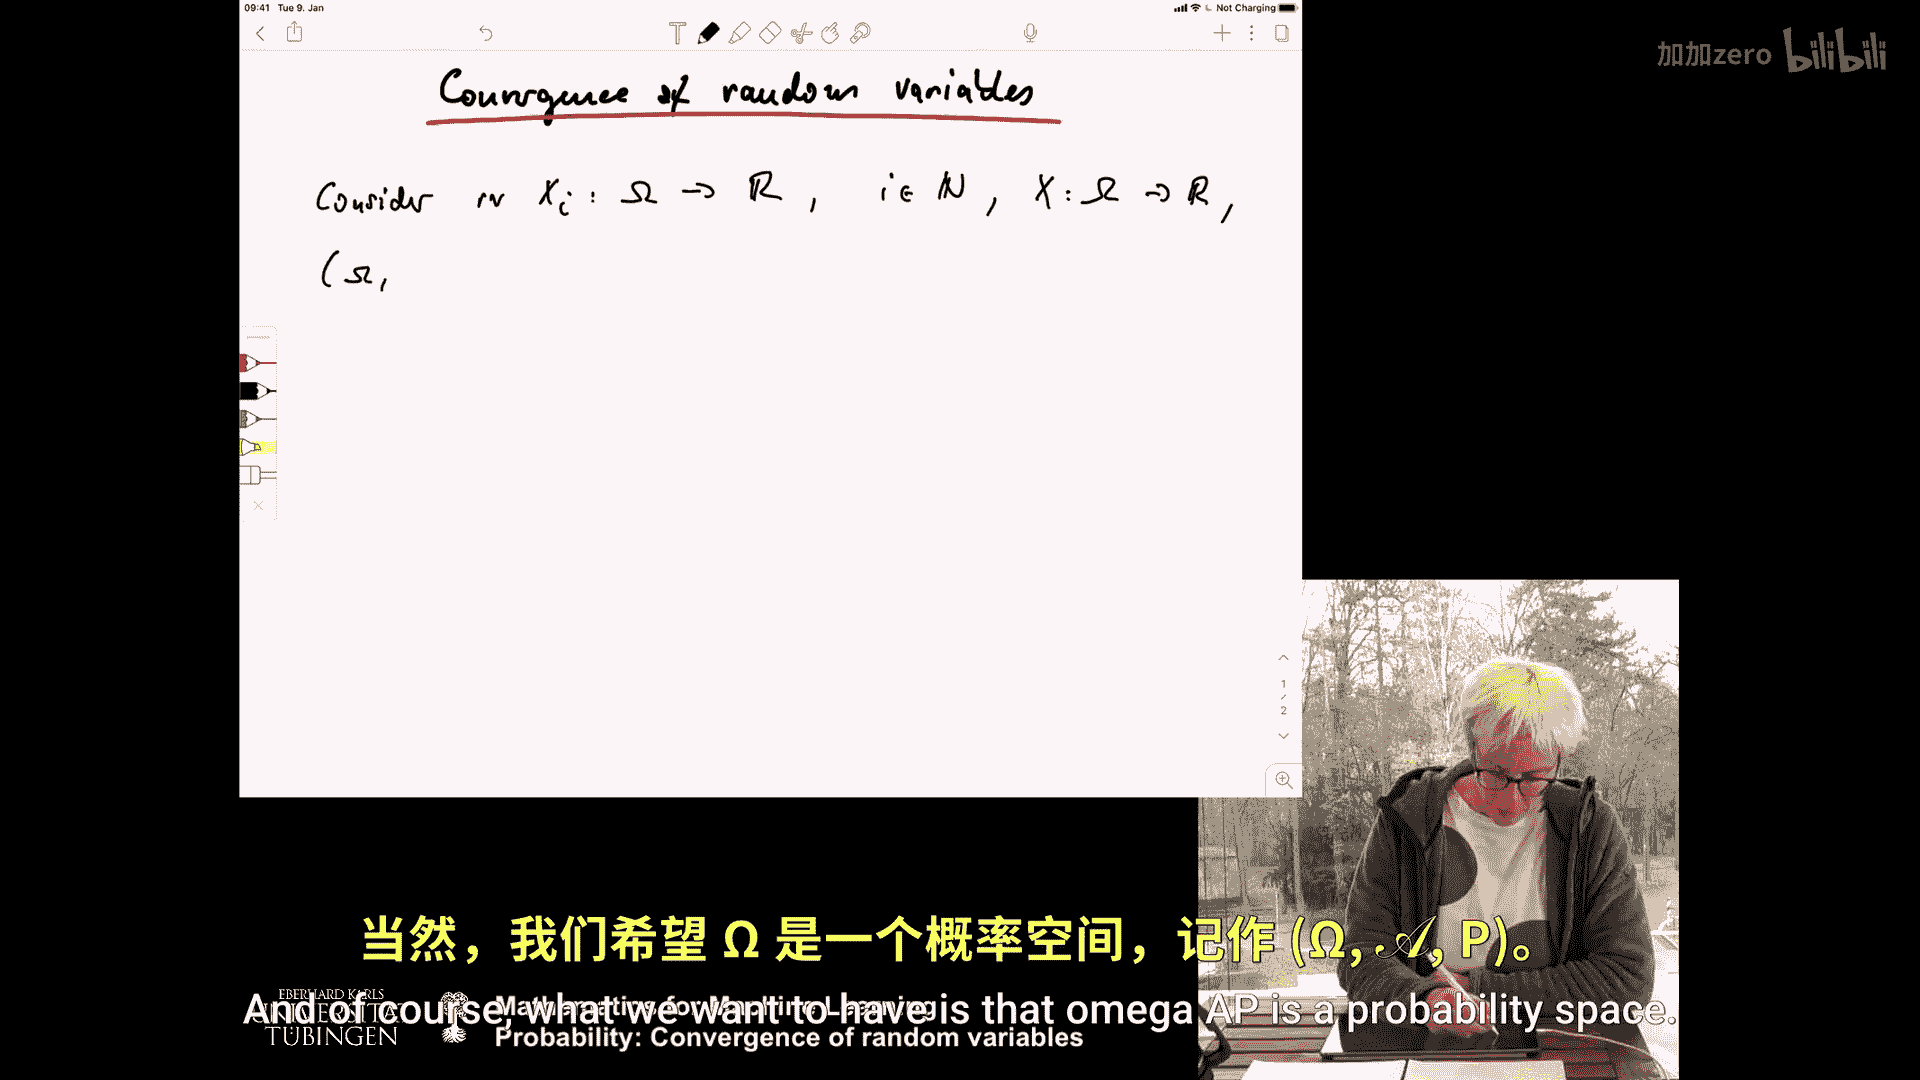 09:41 Tue 9. Jan Not Charging
加加zero bilibili
Convergence of random variables
Consider rv Xᵢ : Ω → ℝ , i ∈ ℕ , X : Ω → ℝ ,
(Ω,
1
/
2
当然，我们希望 Ω 是一个概率空间，记作 (Ω, 𝒜, P)。
And of course, what we want to have is that omega AP is a probability space.
EBERHARD KARLS
UNIVERSITÄT
TÜBINGEN
Mathematics for Machine Learning
Probability: Convergence of random variables